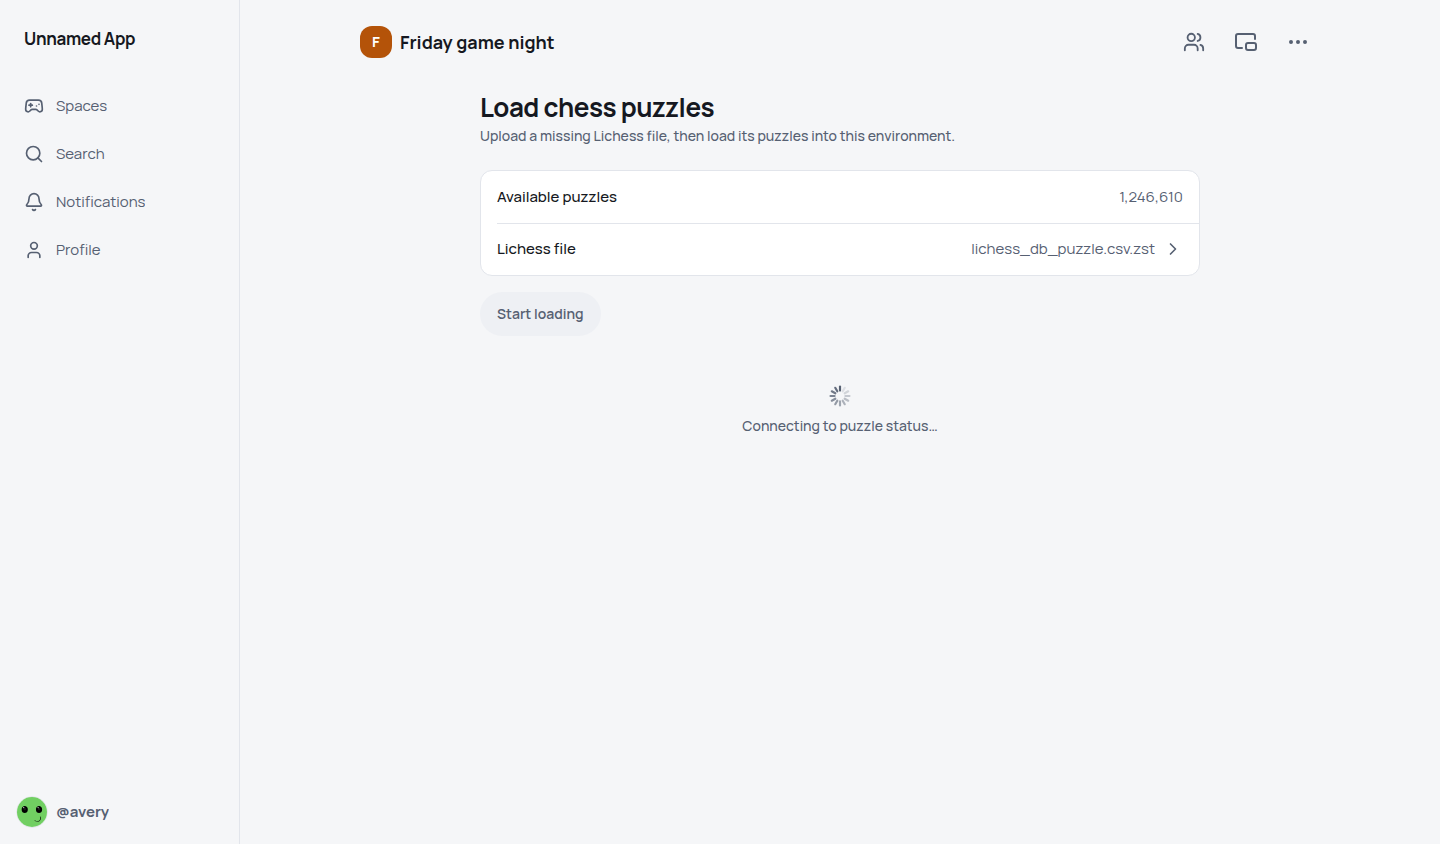 Unnamed App
Spaces
Search
Notifications
Profile
@avery
F Friday game night
Load chess puzzles
Upload a missing Lichess file, then load its puzzles into this environment.
Available puzzles 1,246,610
Lichess file lichess_db_puzzle.csv.zst
Start loading
Connecting to puzzle status…